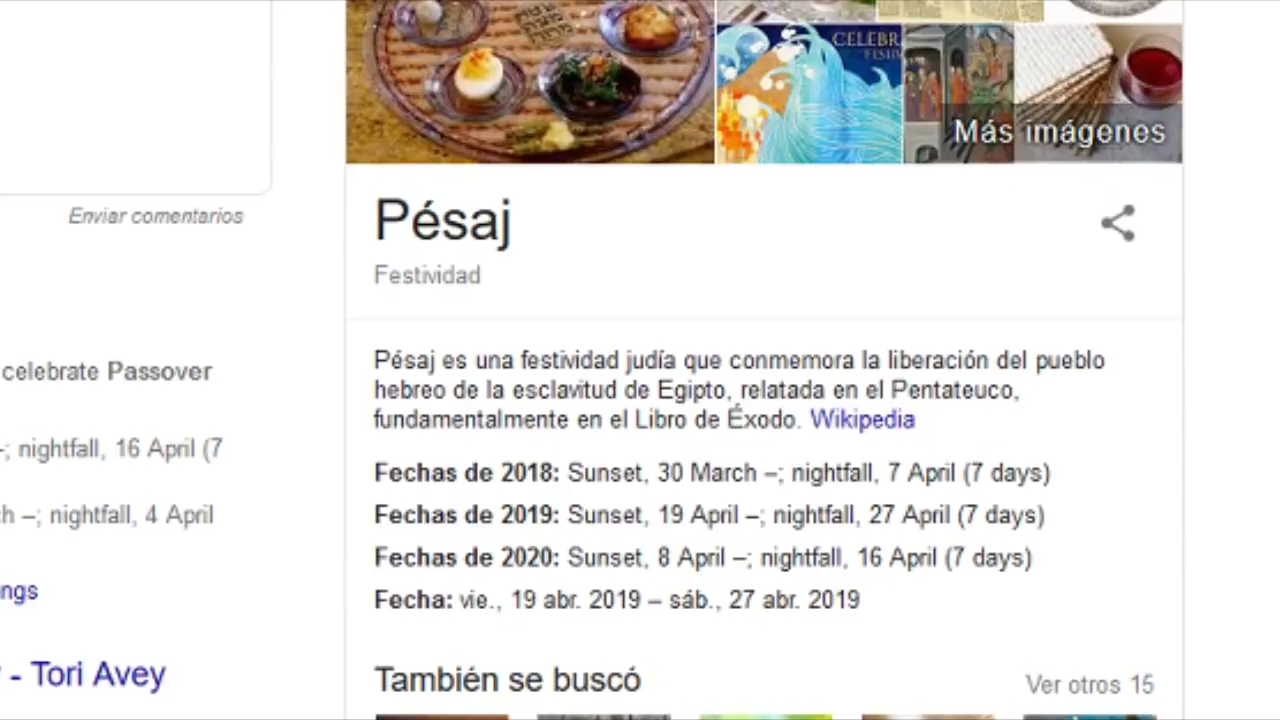 CELEBR
Más imágenes
Enviar comentarios
Pésaj
Festividad
celebrate Passover
–; nightfall, 16 April (7
ch –; nightfall, 4 April
ngs
- Tori Avey
Pésaj es una festividad judía que conmemora la liberación del pueblo
hebreo de la esclavitud de Egipto, relatada en el Pentateuco,
fundamentalmente en el Libro de Éxodo. Wikipedia
Fechas de 2018: Sunset, 30 March –; nightfall, 7 April (7 days)
Fechas de 2019: Sunset, 19 April –; nightfall, 27 April (7 days)
Fechas de 2020: Sunset, 8 April –; nightfall, 16 April (7 days)
Fecha: vie., 19 abr. 2019 – sáb., 27 abr. 2019
También se buscó
Ver otros 15